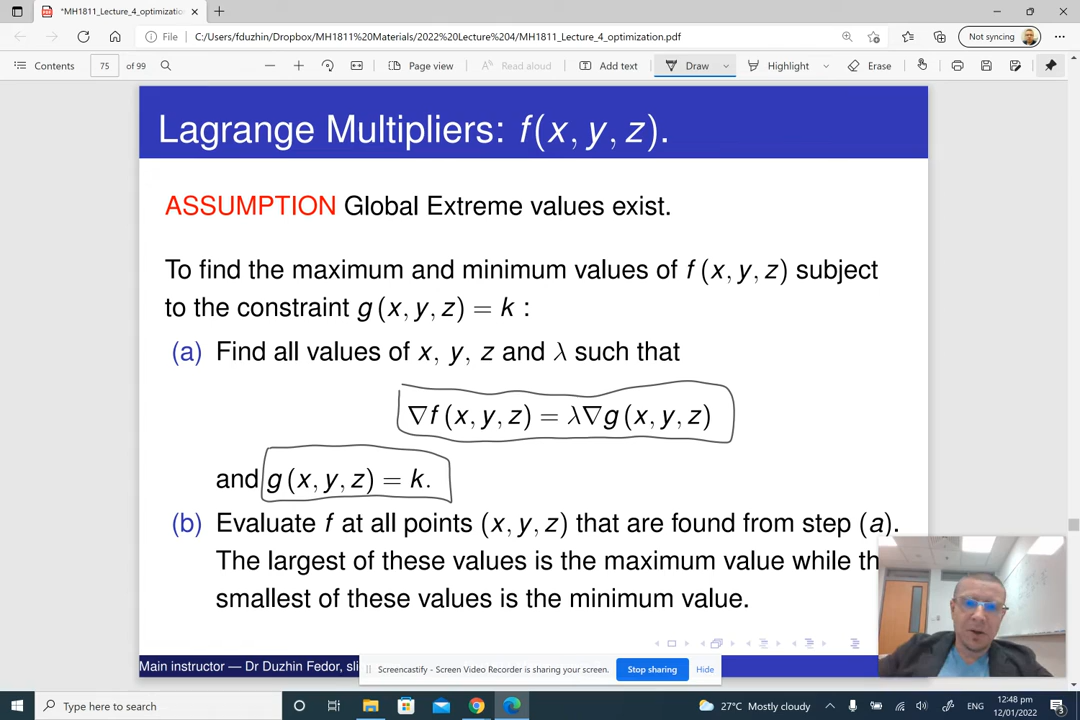 *MH1811_Lecture_4_optimization.p
File C:/Users/fduzhin/Dropbox/MH1811%20Materials/2022%20Lecture%204/MH1811_Lecture_4_optimization.pdf Not syncing
Contents 75 of 99 Page view Read aloud Add text Draw Highlight Erase
Lagrange Multipliers: f(x, y, z).
ASSUMPTION Global Extreme values exist.
To find the maximum and minimum values of f (x, y, z) subject
to the constraint g (x, y, z) = k :
(a) Find all values of x, y, z and λ such that
∇f (x, y, z) = λ∇g (x, y, z)
and g (x, y, z) = k.
(b) Evaluate f at all points (x, y, z) that are found from step (a).
The largest of these values is the maximum value while th
smallest of these values is the minimum value.
Main instructor — Dr Duzhin Fedor, sli
Screencastify - Screen Video Recorder is sharing your screen. Stop sharing Hide
Type here to search 27°C Mostly cloudy ENG 12:48 pm
12/01/2022 3